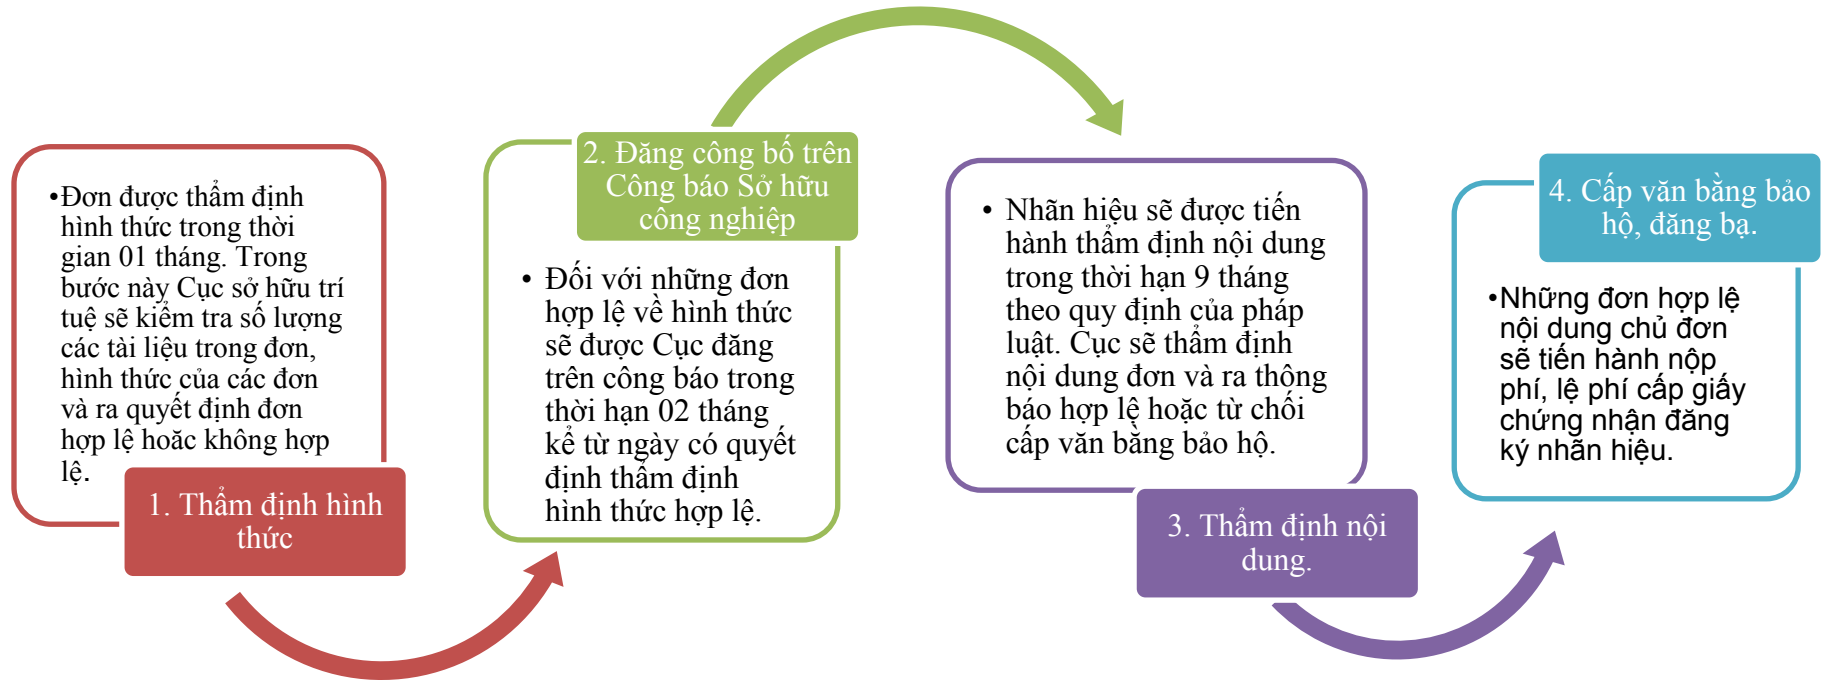 •Đơn được thẩm định
hình thức trong thời
gian 01 tháng. Trong
bước này Cục sở hữu trí
tuệ sẽ kiểm tra số lượng
các tài liệu trong đơn,
hình thức của các đơn
và ra quyết định đơn
hợp lệ hoăc không hợp
lệ.
1. Thẩm định hình
thức
2. Đăng công bố trên
Công báo Sở hữu
công nghiệp
• Đối với những đơn
hợp lệ về hình thức
sẽ được Cục đăng
trên công báo trong
thời hạn 02 tháng
kể từ ngày có quyết
định thẩm định
hình thức hợp lệ.
• Nhãn hiệu sẽ được tiến
hành thẩm định nội dung
trong thời hạn 9 tháng
theo quy định của pháp
luật. Cục sẽ thẩm định
nội dung đơn và ra thông
báo hợp lệ hoặc từ chối
cấp văn bằng bảo hộ.
3. Thẩm định nội
dung.
4. Cấp văn bằng bảo
hộ, đăng bạ.
•Những đơn hợp lệ
nội dung chủ đơn
sẽ tiến hành nộp
phí, lệ phí cấp giấy
chứng nhận đăng
ký nhãn hiệu.